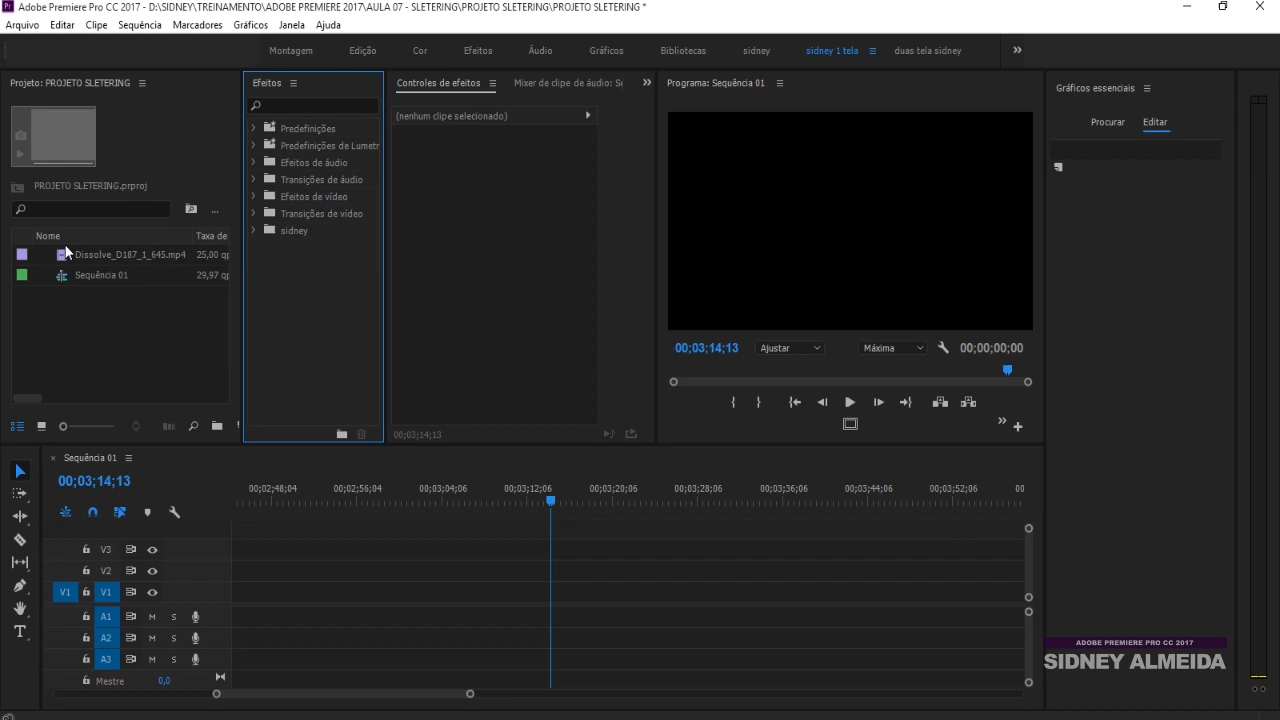 Adobe Premiere Pro CC 2017 - D:\SIDNEY\TREINAMENTO\ADOBE PREMIERE 2017\AULA 07 - SLETERING\PROJETO SLETERING\PROJETO SLETERING *
Arquivo Editar Clipe Sequência Marcadores Gráficos Janela Ajuda
Montagem Edição Cor Efeitos Áudio Gráficos Bibliotecas sidney sidney 1 tela duas tela sidney
Projeto: PROJETO SLETERING
PROJETO SLETERING.prproj
Nome Taxa de
Dissolve_D187_1_645.mp4 25,00 qp
Sequência 01 29,97 qp
Efeitos
Predefinições
Predefinições de Lumetr
Efeitos de áudio
Transições de áudio
Efeitos de vídeo
Transições de vídeo
sidney
Controles de efeitos Mixer de clipe de áudio: Se
(nenhum clipe selecionado)
00;03;14;13
Programa: Sequência 01
00;03;14;13 Ajustar Máxima 00;00;00;00
Gráficos essenciais
Procurar Editar
Sequência 01
00;03;14;13
00;02;48;04 00;02;56;04 00;03;04;06 00;03;12;06 00;03;20;06 00;03;28;06 00;03;36;06 00;03;44;06 00;03;52;06 00
V3
V2
V1 V1
A1 M S
A2 M S
A3 M S
Mestre 0,0
ADOBE PREMIERE PRO CC 2017
SIDNEY ALMEIDA